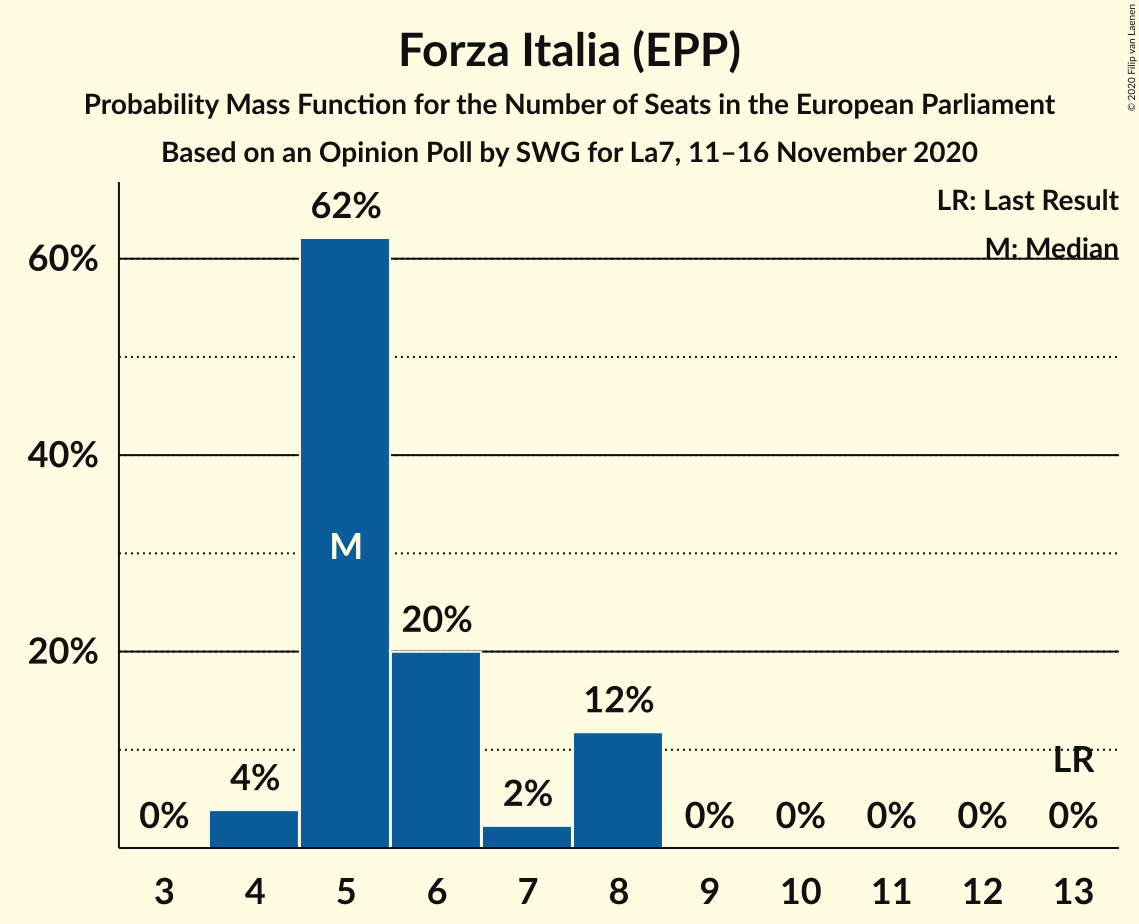 Forza Italia (EPP)
Probability Mass Function for the Number of Seats in the European Parliament
Based on an Opinion Poll by SWG for La7, 11–16 November 2020
© 2020 Filip van Laenen
LR: Last Result
M: Median
60%
40%
20%
0%
4%
62%
M
20%
2%
12%
0%
0%
0%
0%
LR
0%
3 4 5 6 7 8 9 10 11 12 13